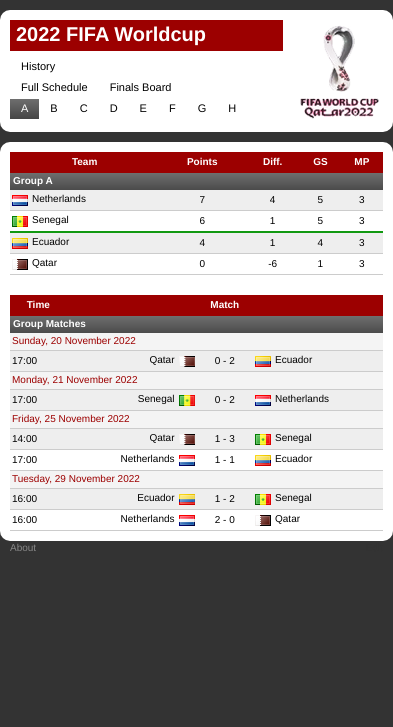 2022 FIFA Worldcup
History
Full Schedule Finals Board
A B C D E F G H
FIFA WORLD CUP
Qatar2022
Team Points Diff. GS MP
Group A
Netherlands 7 4 5 3
Senegal 6 1 5 3
Ecuador 4 1 4 3
Qatar 0 -6 1 3
Time Match
Group Matches
Sunday, 20 November 2022
17:00 Qatar 0 - 2 Ecuador
Monday, 21 November 2022
17:00 Senegal 0 - 2 Netherlands
Friday, 25 November 2022
14:00 Qatar 1 - 3 Senegal
17:00 Netherlands 1 - 1 Ecuador
Tuesday, 29 November 2022
16:00 Ecuador 1 - 2 Senegal
16:00 Netherlands 2 - 0 Qatar
About